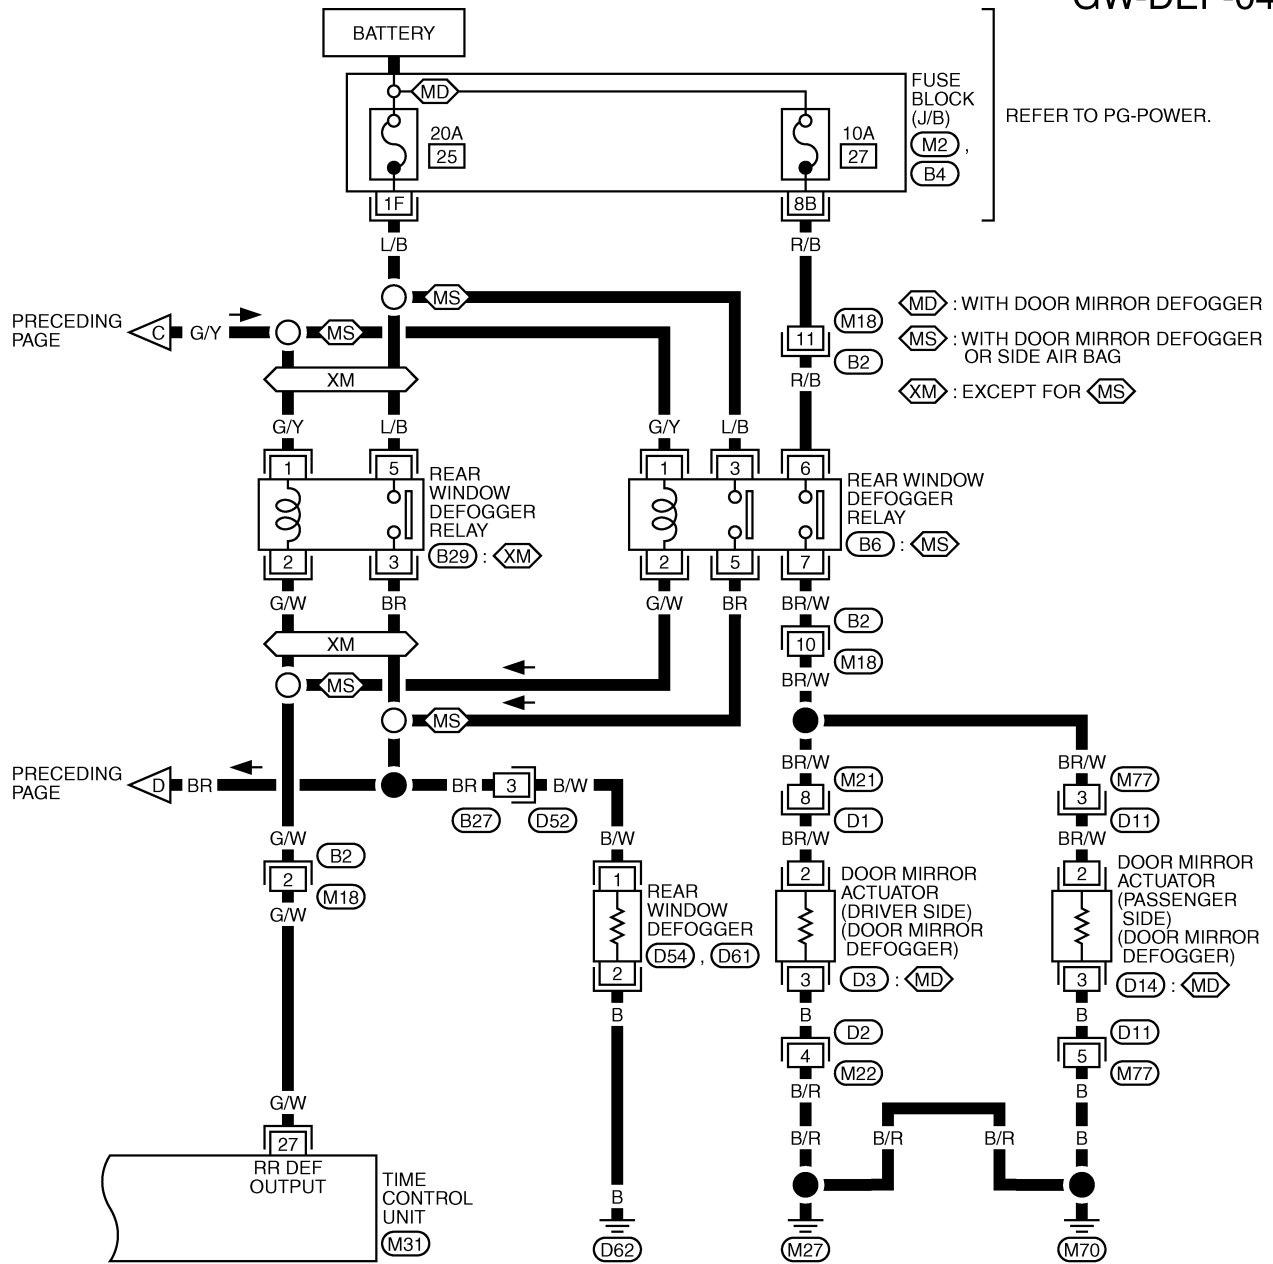 GW-DEF-04
BATTERY
MD
FUSE
BLOCK
(J/B)
M2 ,
B4
REFER TO PG-POWER.
20A
25
10A
27
1F
8B
L/B
R/B
MS
PRECEDING
PAGE
C
G/Y
MS
M18
11
B2
MD : WITH DOOR MIRROR DEFOGGER
MS : WITH DOOR MIRROR DEFOGGER
OR SIDE AIR BAG
XM : EXCEPT FOR MS
XM
R/B
G/Y
L/B
G/Y
L/B
1
5
1
3
6
REAR
WINDOW
DEFOGGER
RELAY
B29 : XM
REAR WINDOW
DEFOGGER
RELAY
B6 : MS
2
3
2
5
7
G/W
BR
G/W
BR
BR/W
B2
10
M18
XM
BR/W
MS
MS
PRECEDING
PAGE
D
BR
BR
3
B/W
B27
D52
BR/W
M21
8
D1
BR/W
BR/W
M77
3
D11
BR/W
G/W
B2
2
M18
G/W
B/W
1
REAR
WINDOW
DEFOGGER
D54 , D61
2
B
2
DOOR MIRROR
ACTUATOR
(DRIVER SIDE)
(DOOR MIRROR
DEFOGGER)
3
D3 : MD
2
DOOR MIRROR
ACTUATOR
(PASSENGER
SIDE)
(DOOR MIRROR
DEFOGGER)
3
D14 : MD
B
D2
4
M22
B/R
B
D11
5
M77
B
G/W
27
RR DEF
OUTPUT
TIME
CONTROL
UNIT
M31
B/R
B/R
B/R
B
B
D62
M27
M70